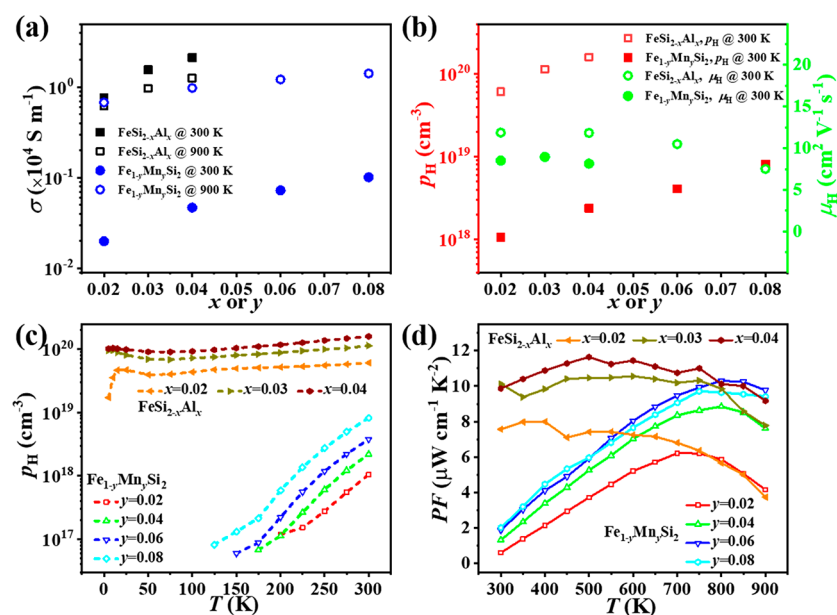 (a)
σ (×10⁴ S m⁻¹)
10⁰
10⁻¹
10⁻²
FeSi₂₋ₓAlₓ @ 300 K
FeSi₂₋ₓAlₓ @ 900 K
Fe₁₋yMnySi₂ @ 300 K
Fe₁₋yMnySi₂ @ 900 K
0.02 0.03 0.04 0.05 0.06 0.07 0.08
x or y
(b)
p_H (cm⁻³)
10²⁰
10¹⁹
10¹⁸
FeSi₂₋ₓAlₓ, p_H @ 300 K
Fe₁₋yMnySi₂, p_H @ 300 K
FeSi₂₋ₓAlₓ, μ_H @ 300 K
Fe₁₋yMnySi₂, μ_H @ 300 K
20
15
10
5
0
μ_H (cm² V⁻¹ s⁻¹)
0.02 0.03 0.04 0.05 0.06 0.07 0.08
x or y
(c)
p_H (cm⁻³)
10²⁰
10¹⁹
10¹⁸
10¹⁷
x=0.02 x=0.03 x=0.04
FeSi₂₋ₓAlₓ
Fe₁₋yMnySi₂
y=0.02
y=0.04
y=0.06
y=0.08
0 50 100 150 200 250 300
T (K)
(d)
PF (μW cm⁻¹ K⁻²)
12
10
8
6
4
2
0
FeSi₂₋ₓAlₓ x=0.02 x=0.03 x=0.04
Fe₁₋yMnySi₂
y=0.02
y=0.04
y=0.06
y=0.08
300 400 500 600 700 800 900
T (K)